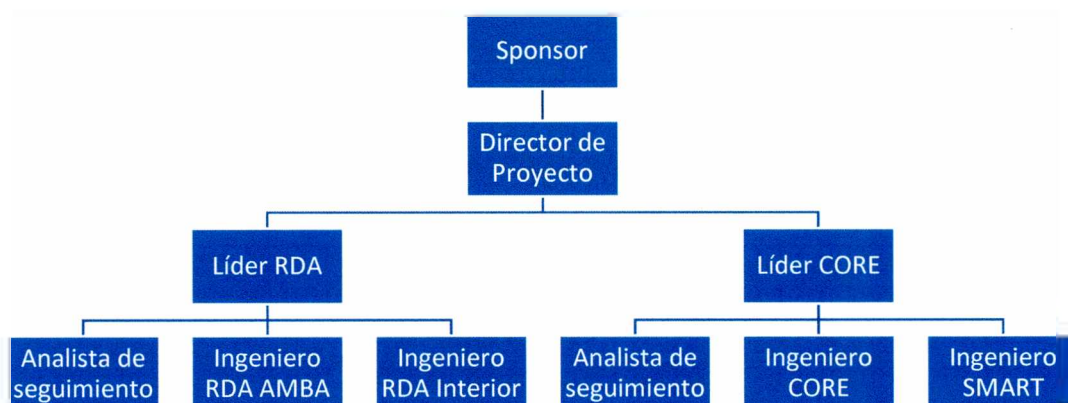 Sponsor
Director de
Proyecto
Líder RDA
Líder CORE
Analista de
seguimiento
Ingeniero
RDA AMBA
Ingeniero
RDA Interior
Analista de
seguimiento
Ingeniero
CORE
Ingeniero
SMART